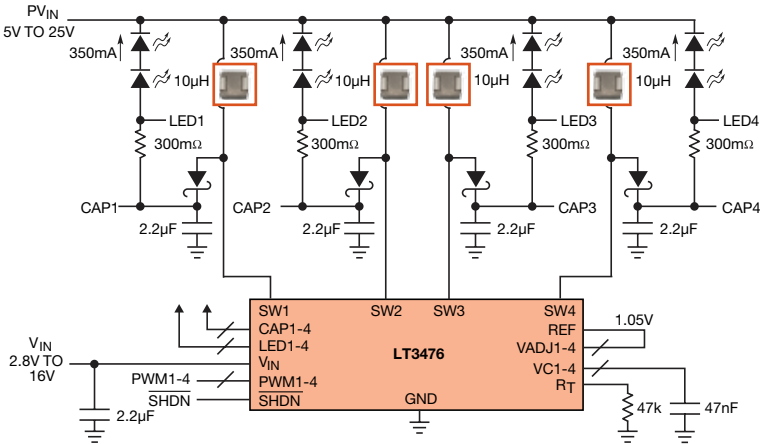 PVIN
5V TO 25V
350mA
10µH
350mA
10µH
10µH
350mA
10µH
350mA
LED1
LED2
LED3
LED4
300mΩ
300mΩ
300mΩ
300mΩ
CAP1
CAP2
CAP3
CAP4
2.2µF
2.2µF
2.2µF
2.2µF
SW1
SW2
SW3
SW4
CAP1-4
LED1-4
VIN
PWM1-4
SHDN
LT3476
GND
REF
VADJ1-4
VC1-4
RT
1.05V
VIN
2.8V TO
16V
PWM1-4
SHDN
2.2µF
47k
47nF